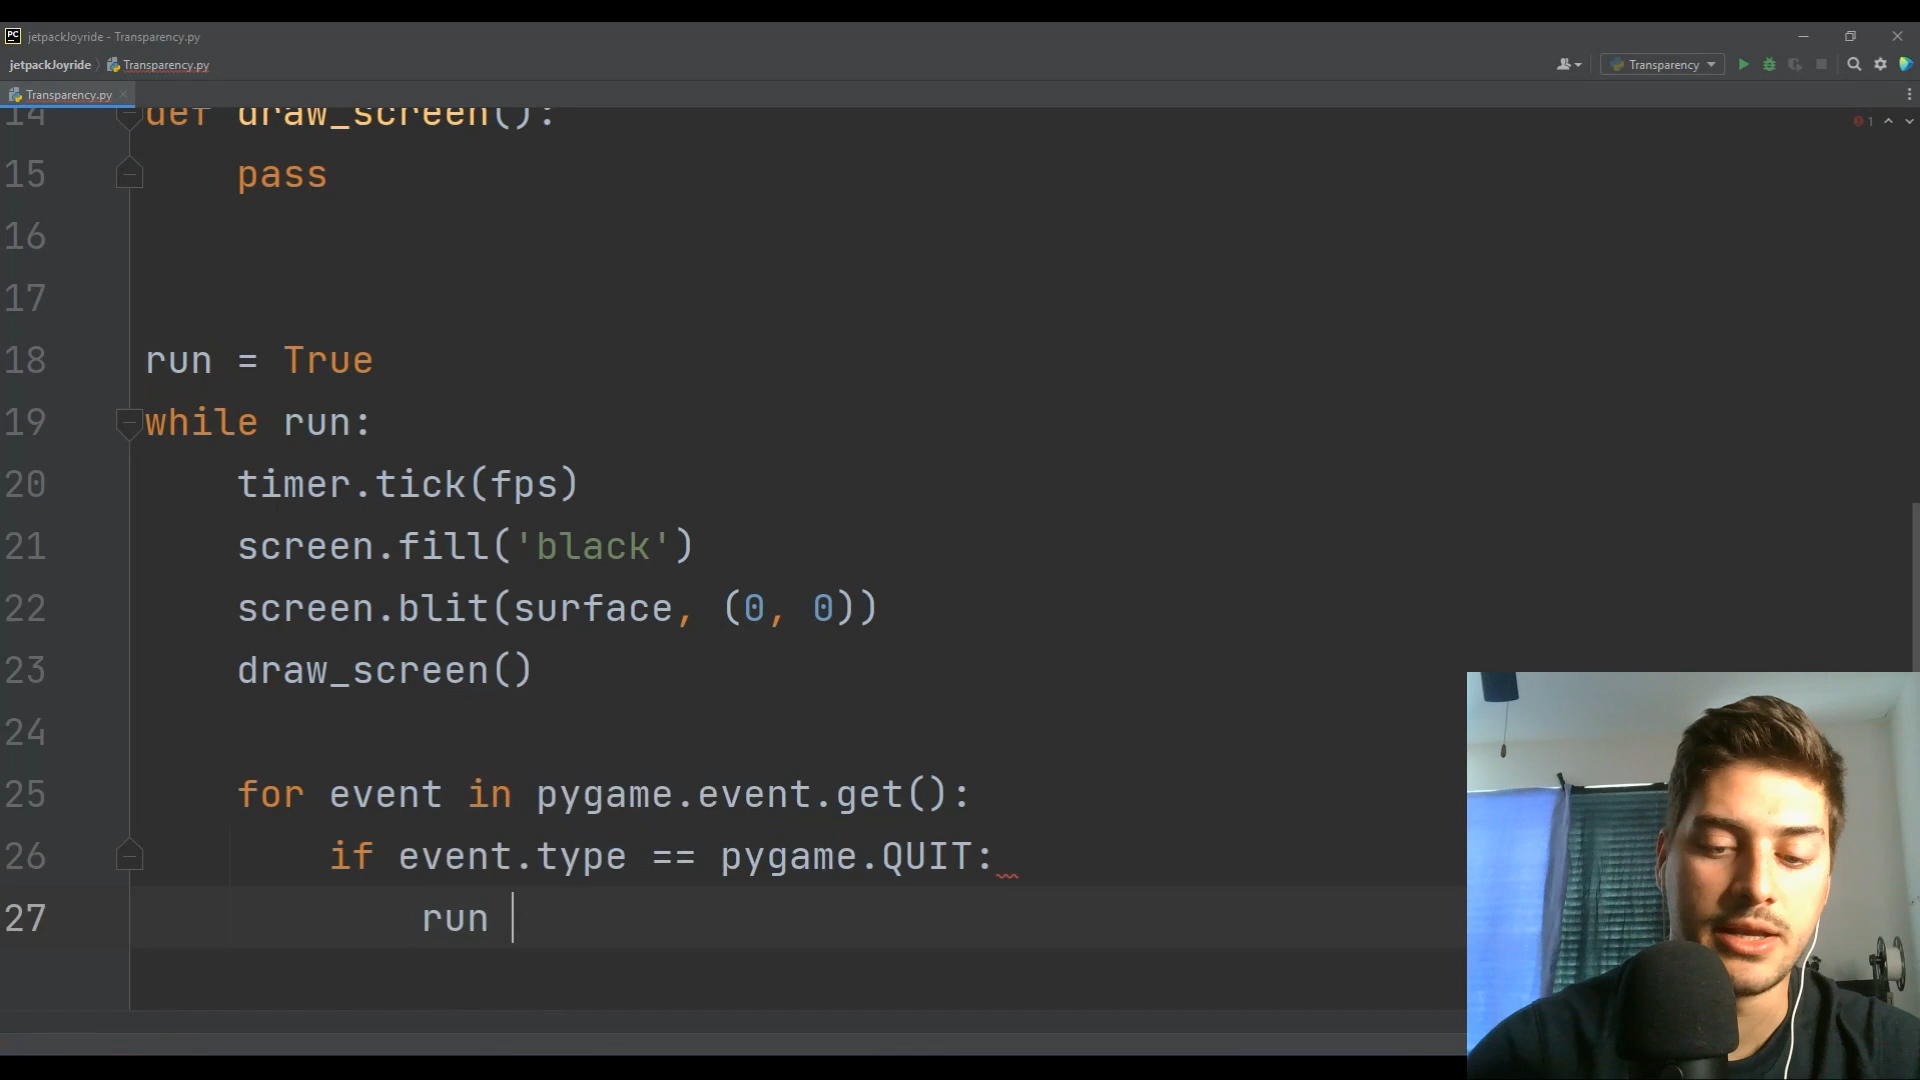 PC jetpackJoyride - Transparency.py
jetpackJoyride Transparency.py Transparency
Transparency.py
14 def draw_screen():
1
15 pass
16
17
18 run = True
19 while run:
20 timer.tick(fps)
21 screen.fill('black')
22 screen.blit(surface, (0, 0))
23 draw_screen()
24
25 for event in pygame.event.get():
26 if event.type == pygame.QUIT:
27 run